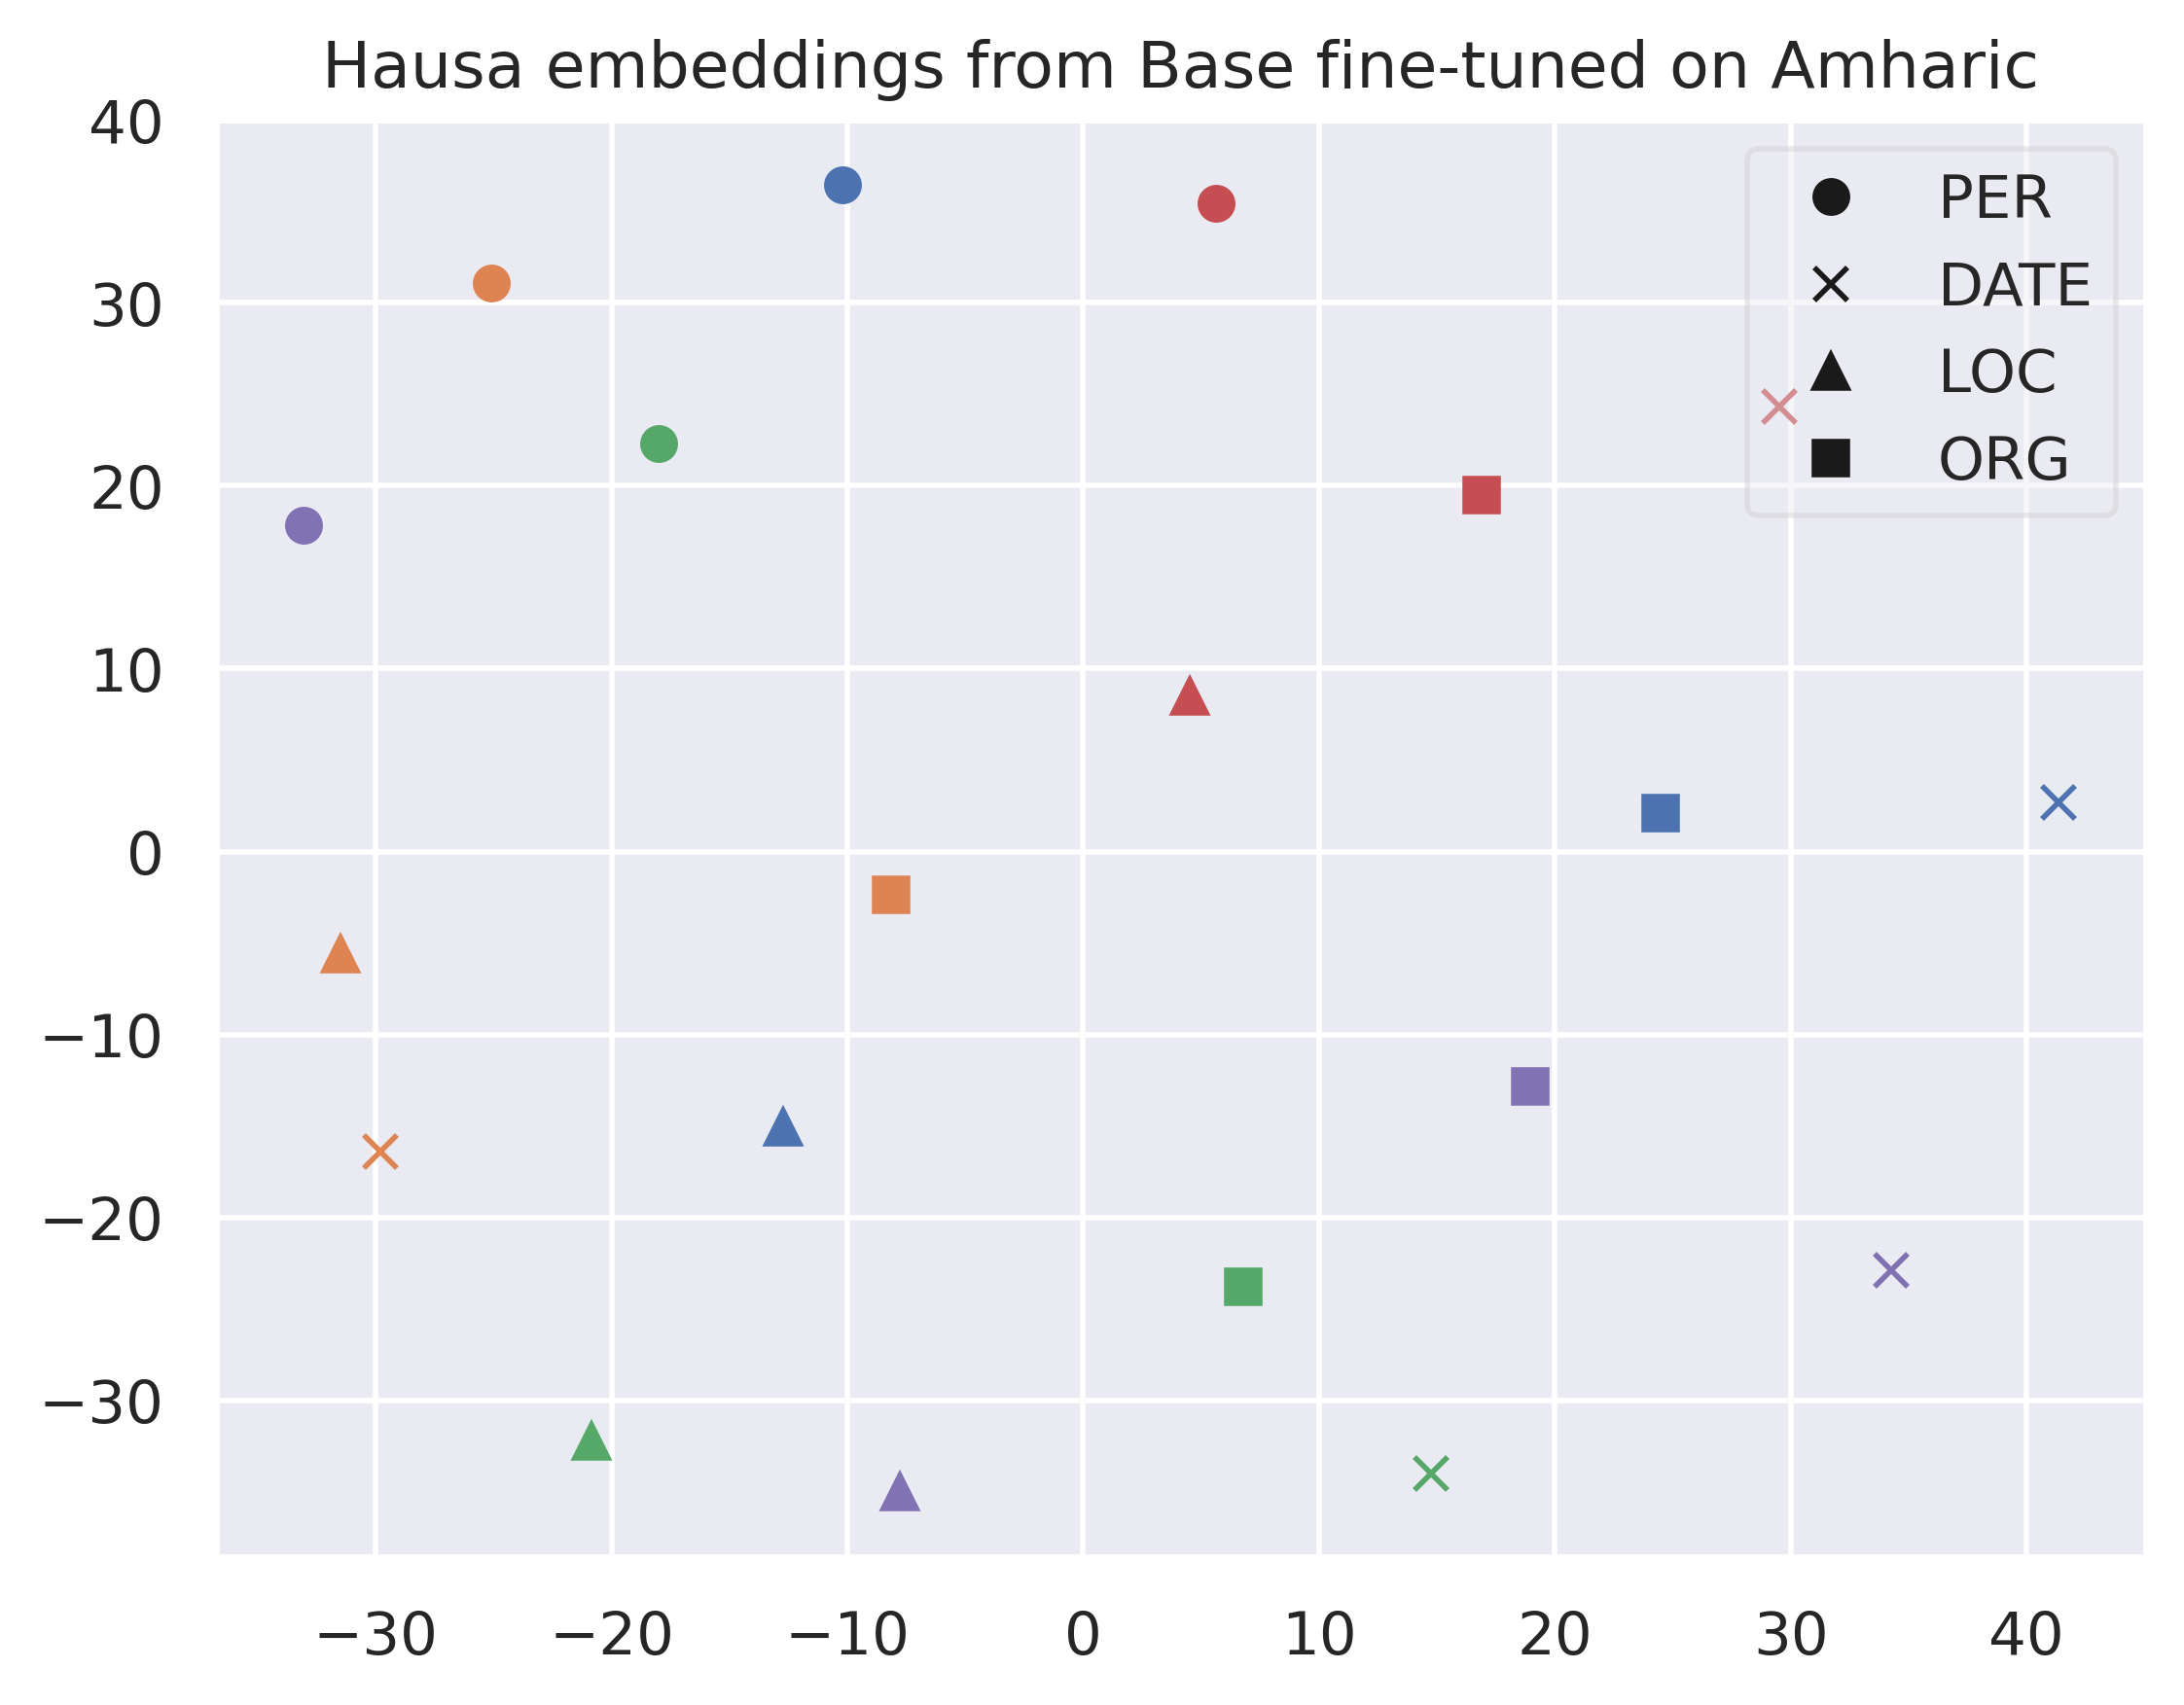 Hausa embeddings from Base fine-tuned on Amharic
40
30
20
10
0
−10
−20
−30
PER
DATE
LOC
ORG
−30 −20 −10 0 10 20 30 40